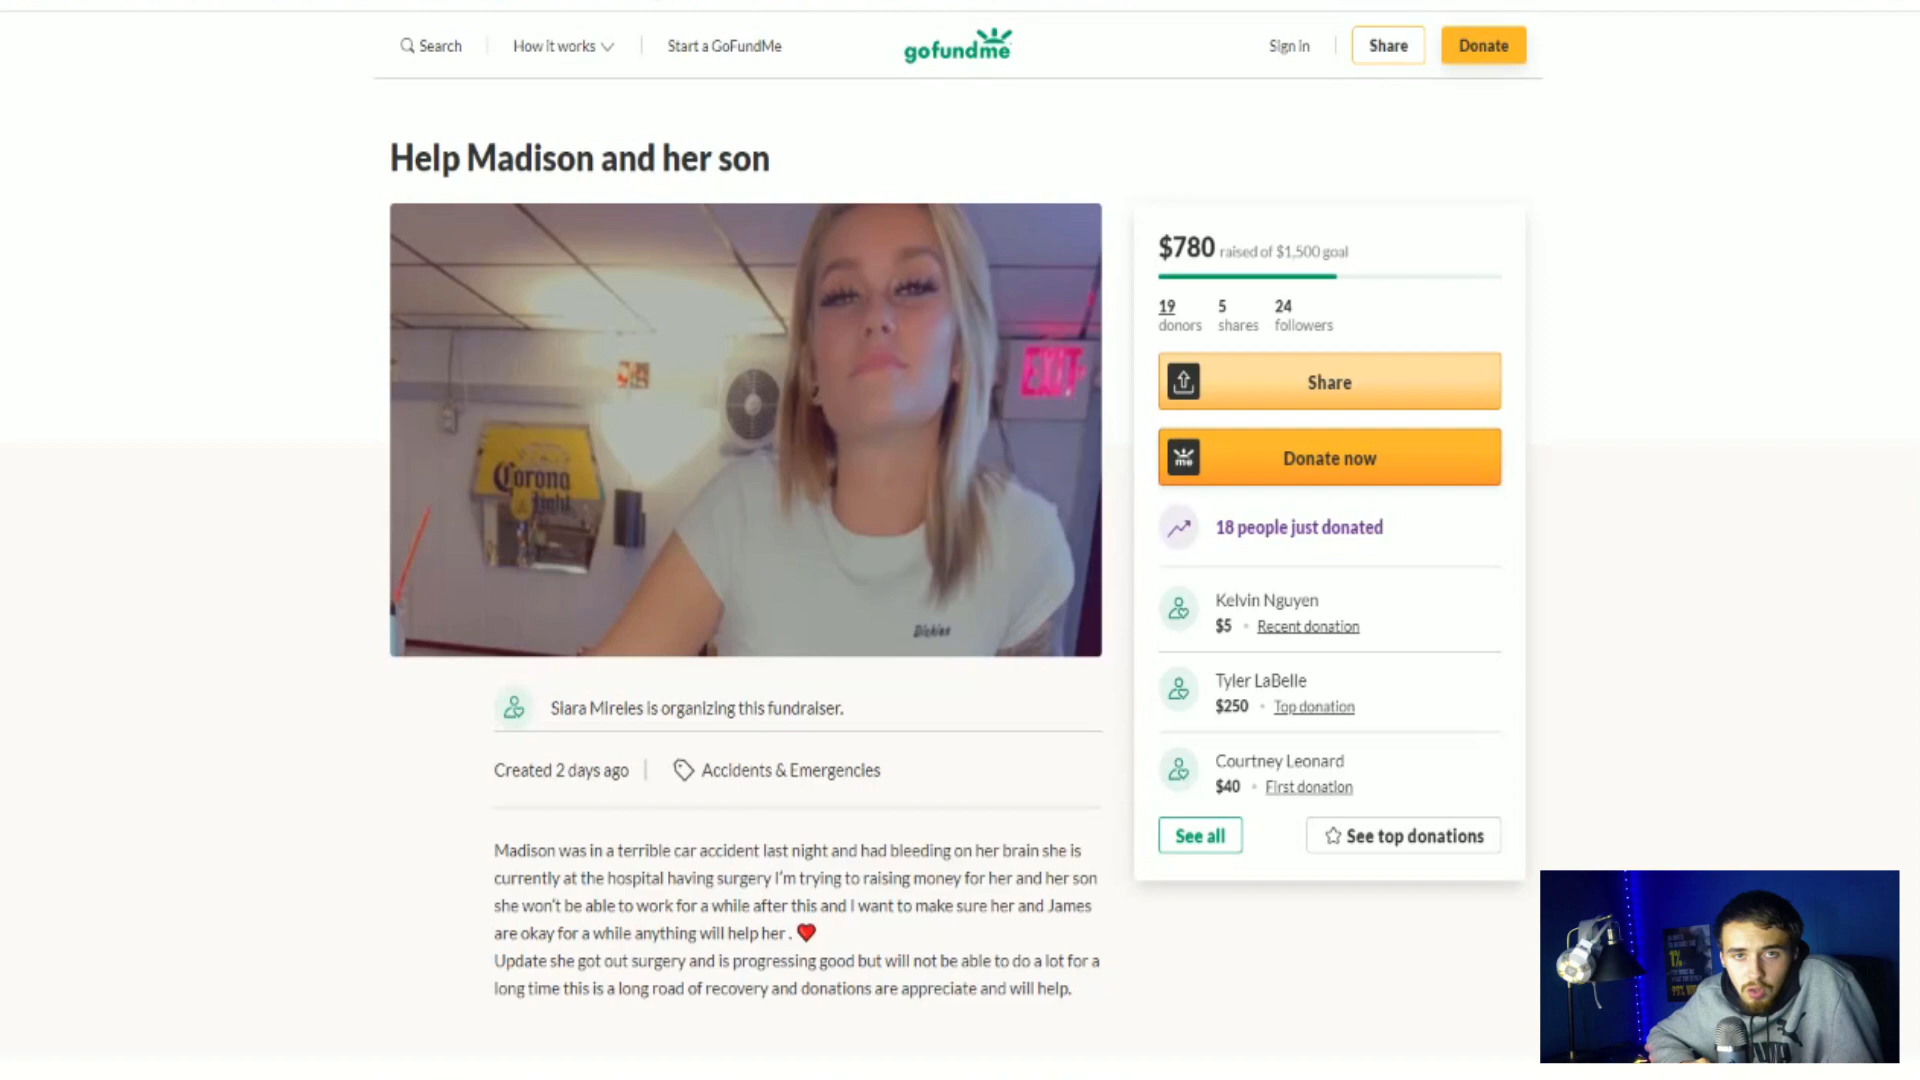 Search
How it works
Start a GoFundMe
gofundme
Sign in
Share
Donate
Help Madison and her son
Corona
Light
EXIT
Dickies
$780 raised of $1,500 goal
19 donors
5 shares
24 followers
Share
me
Donate now
18 people just donated
Kelvin Nguyen
$5 • Recent donation
Tyler LaBelle
$250 • Top donation
Courtney Leonard
$40 • First donation
See all
See top donations
Siara Mireles is organizing this fundraiser.
Created 2 days ago
Accidents & Emergencies
Madison was in a terrible car accident last night and had bleeding on her brain she is
currently at the hospital having surgery I'm trying to raising money for her and her son
she won't be able to work for a while after this and I want to make sure her and James
are okay for a while anything will help her . ❤️
Update she got out surgery and is progressing good but will not be able to do a lot for a
long time this is a long road of recovery and donations are appreciate and will help.
1%